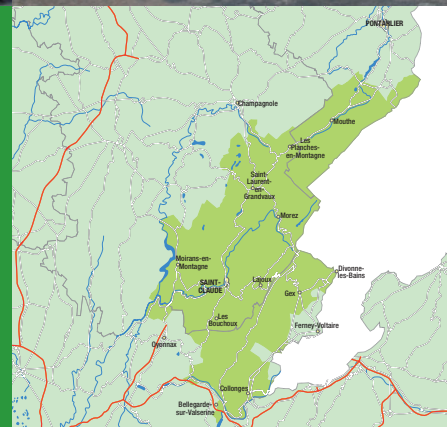 PONTARLIER
Champagnole
Mouthe
Les
Planches-
en-Montagne
Saint-
Laurent-
en-
Grandvaux
Morez
Moirans-en-
Montagne
SAINT-
CLAUDE
Lajoux
Divonne-
les-Bains
Gex
Les
Bouchoux
Ferney-Voltaire
Oyonnax
Collonges
Bellegarde-
sur-Valserine